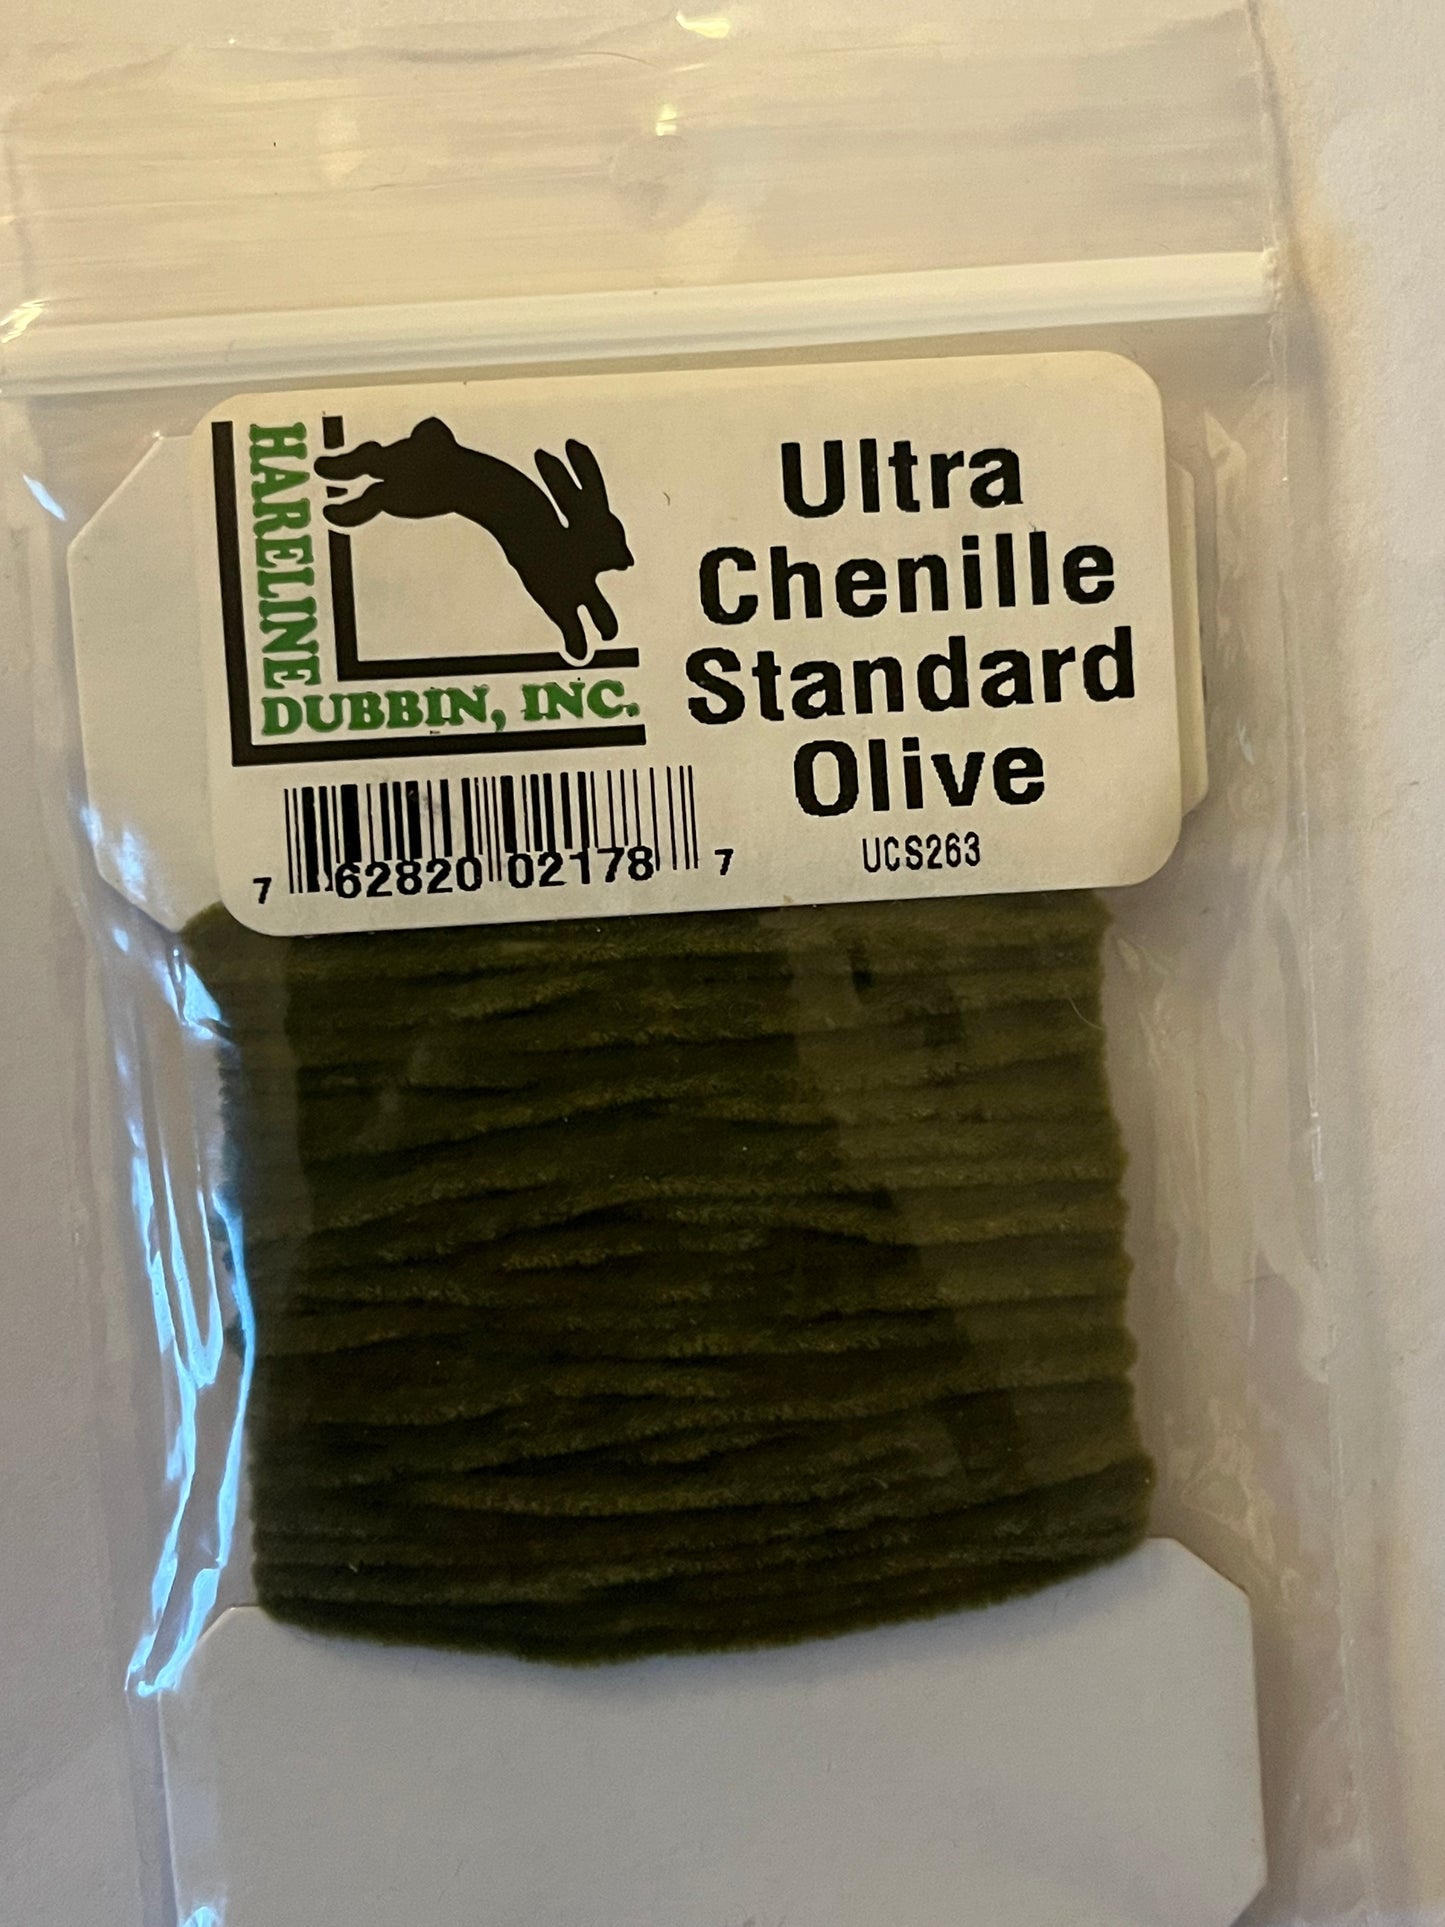 HARELINE
DUBBIN, INC.
Ultra
Chenille
Standard
Olive
UCS263
7 62820 02178 7